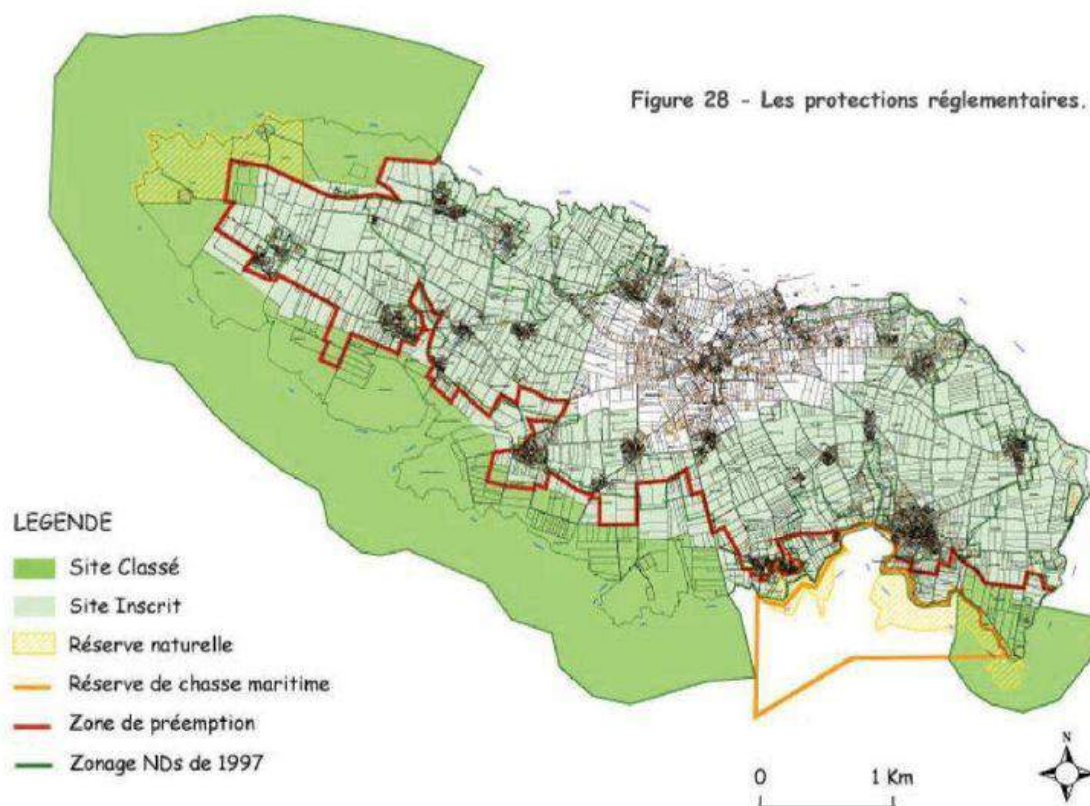 Figure 28 - Les protections réglementaires.
LEGENDE
Site Classé
Site Inscrit
Réserve naturelle
Réserve de chasse maritime
Zone de préemption
Zonage NDs de 1997
N
0 1 Km